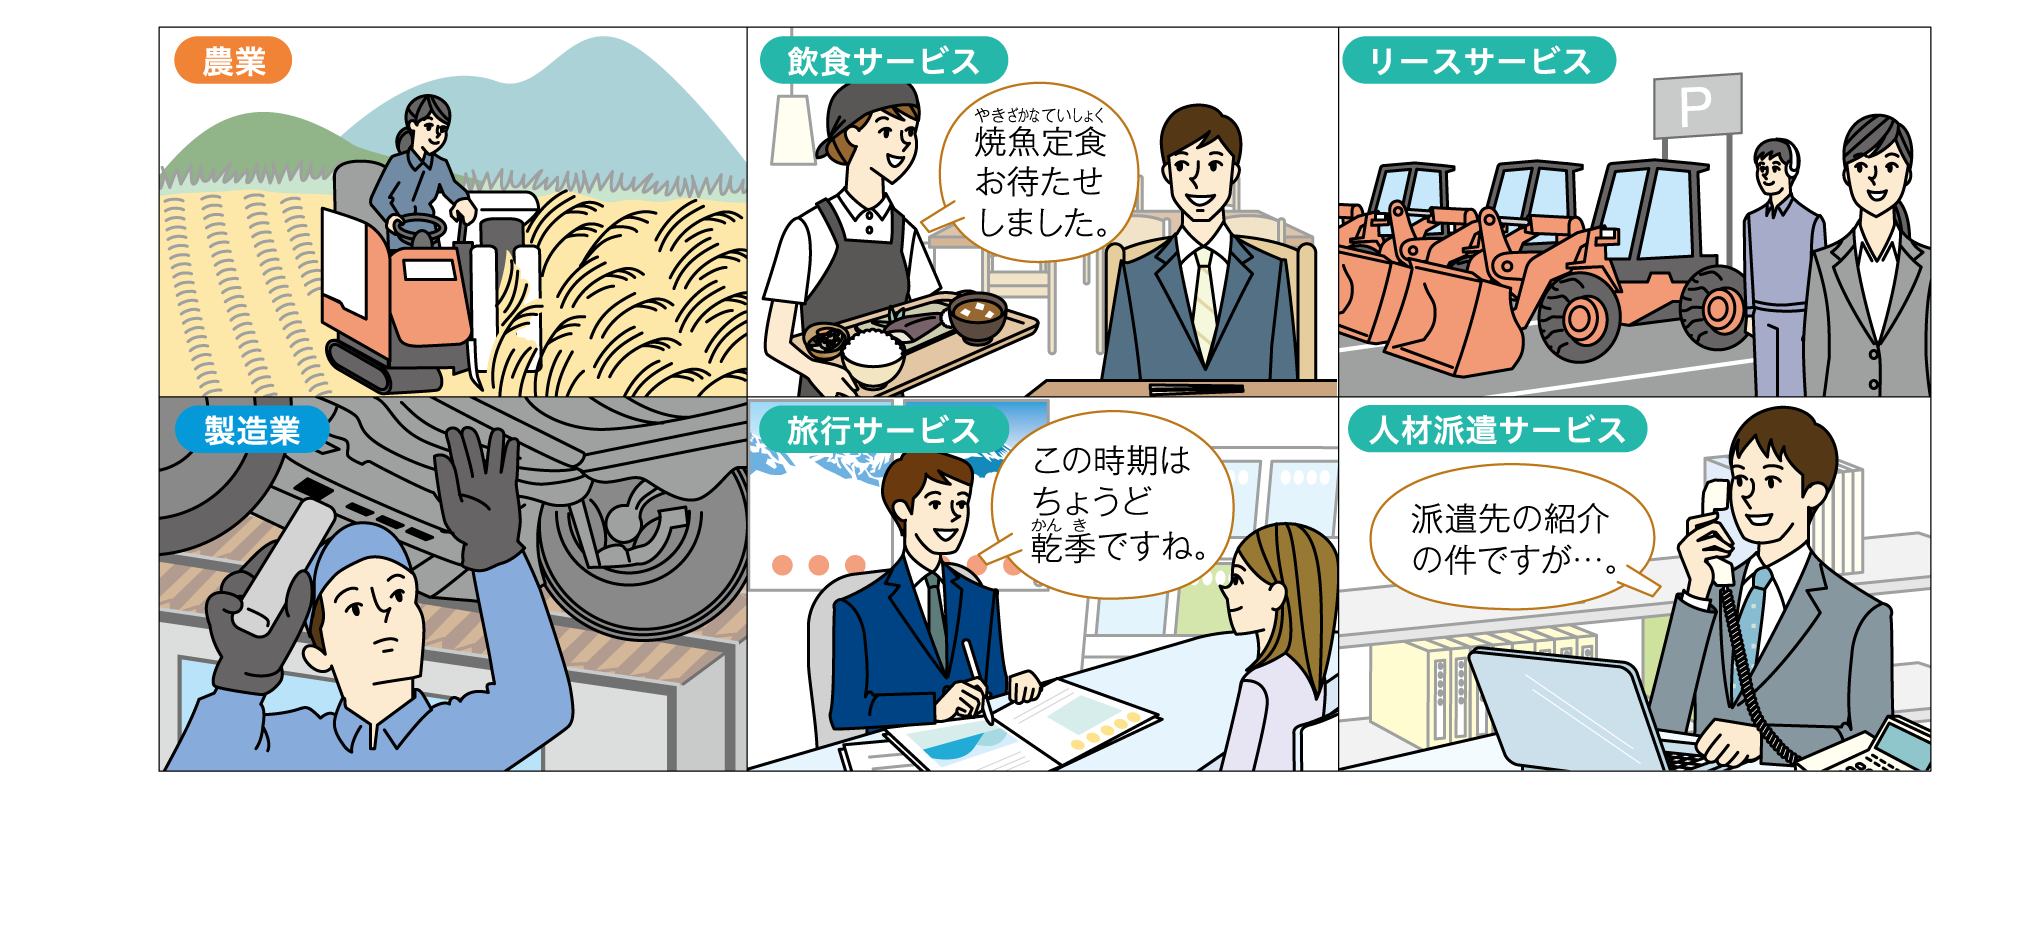 農業
飲食サービス
やきざかなていしょく
焼魚定食
お待たせ
しました。
リースサービス
P
製造業
旅行サービス
この時期は
ちょうど
かん き
乾季ですね。
人材派遣サービス
派遣先の紹介
の件ですが…。